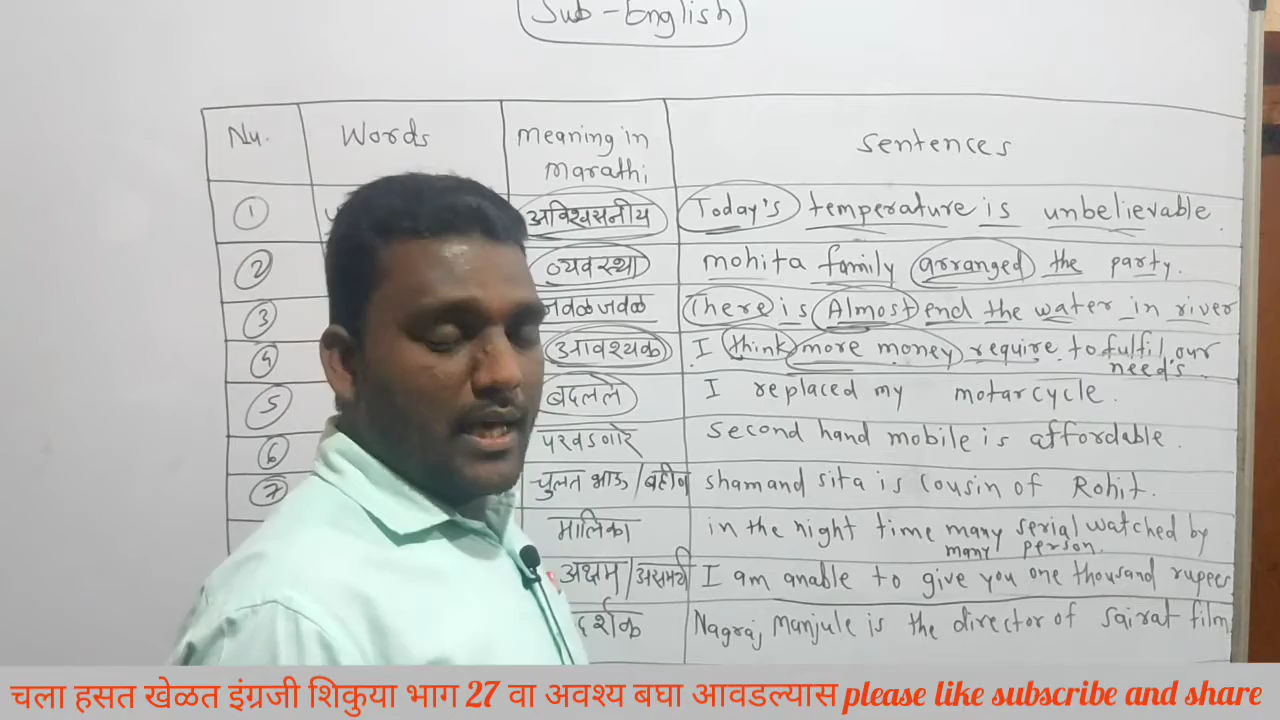 Sub - English
Nu. Words Meaning in Marathi Sentences
① अविश्वसनीय Today's temperature is unbelievable.
② व्यवस्था mohita family arranged the party.
③ जवळजवळ There is Almost end the water in river
④ आवश्यक I think more money require to fulfil our needs.
⑤ बदलले I replaced my motarcycle.
⑥ परवडणारे second hand mobile is affordable.
⑦ चुलत भाऊ/बहीण sham and sita is cousin of Rohit.
मालिका in the night time many serial watched by many person.
अक्षम/असमर्थ I am anable to give you one thousand rupees
दर्शक Nagraj Manjule is the director of sairat film
चला हसत खेळत इंग्रजी शिकुया भाग 27 वा अवश्य बघा आवडल्यास please like subscribe and share